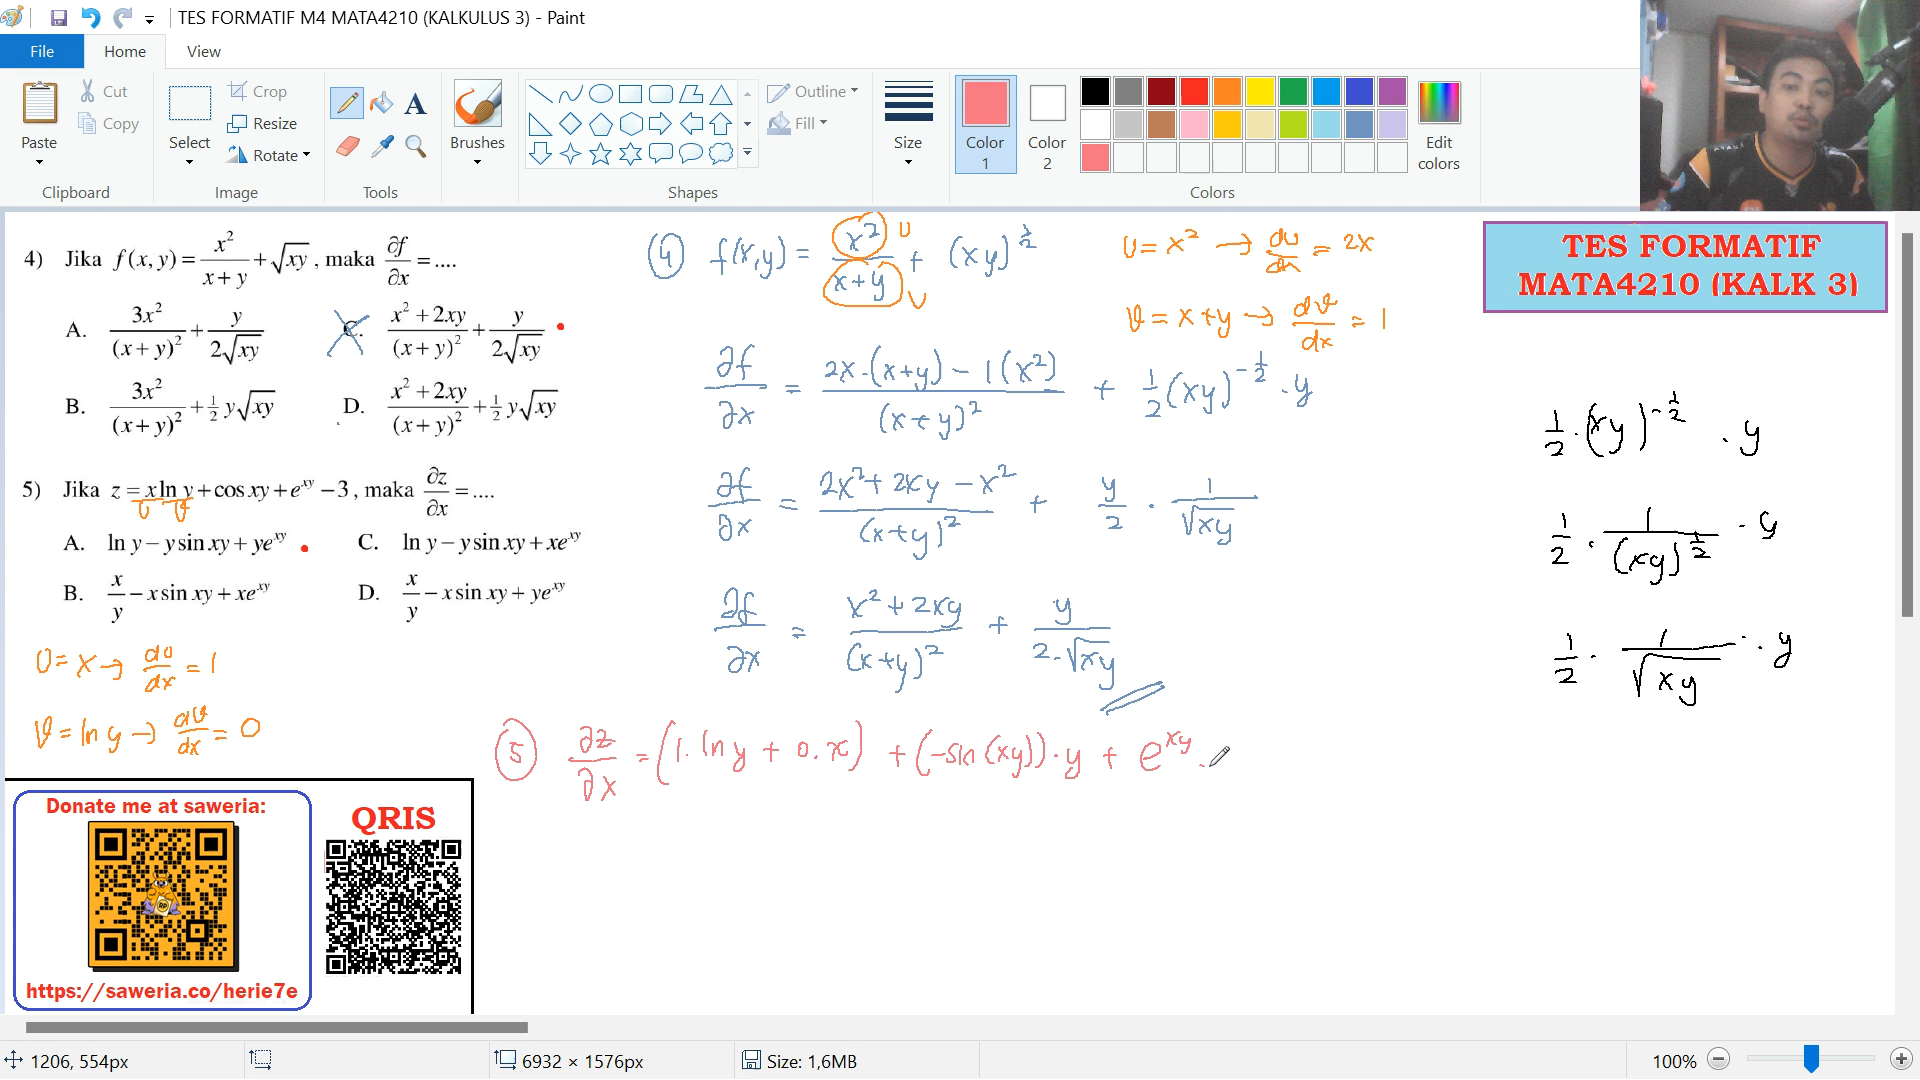 TES FORMATIF M4 MATA4210 (KALKULUS 3) - Paint
File Home View
Paste
Cut
Copy
Clipboard
Select
Crop
Resize
Rotate
Image
Tools
Brushes
Shapes
Outline
Fill
Size
Color 1
Color 2
Colors
Edit colors
TES FORMATIF
MATA4210 (KALK 3)
4) Jika f(x, y) = x²/(x + y) + √xy , maka ∂f/∂x = ....
A. 3x²/(x + y)² + y/(2√xy)
C. (x² + 2xy)/(x + y)² + y/(2√xy)
B. 3x²/(x + y)² + ½ y√xy
D. (x² + 2xy)/(x + y)² + ½ y√xy
5) Jika z = x ln y + cos xy + e^xy − 3 , maka ∂z/∂x = ....
U V
A. ln y − y sin xy + ye^xy
C. ln y − y sin xy + xe^xy
B. x/y − x sin xy + xe^xy
D. x/y − x sin xy + ye^xy
U = x → du/dx = 1
V = ln y → dv/dx = 0
④ f(x,y) = x²/(x+y) + (xy)^½
U
V
U = x² → du/dx = 2x
V = x+y → dv/dx = 1
∂f/∂x = (2x·(x+y) − 1(x²))/(x+y)² + ½(xy)^−½ · y
∂f/∂x = (2x² + 2xy − x²)/(x+y)² + y/2 · 1/√xy
∂f/∂x = (x² + 2xy)/(x+y)² + y/(2·√xy)
½ · (xy)^−½ · y
½ · 1/(xy)^½ · y
½ · 1/√xy · y
⑤ ∂z/∂x = (1. ln y + 0. x) + (−sin (xy)) · y + e^xy .
Donate me at saweria:
https://saweria.co/herie7e
QRIS
1206, 554px
6932 × 1576px
Size: 1,6MB
100%